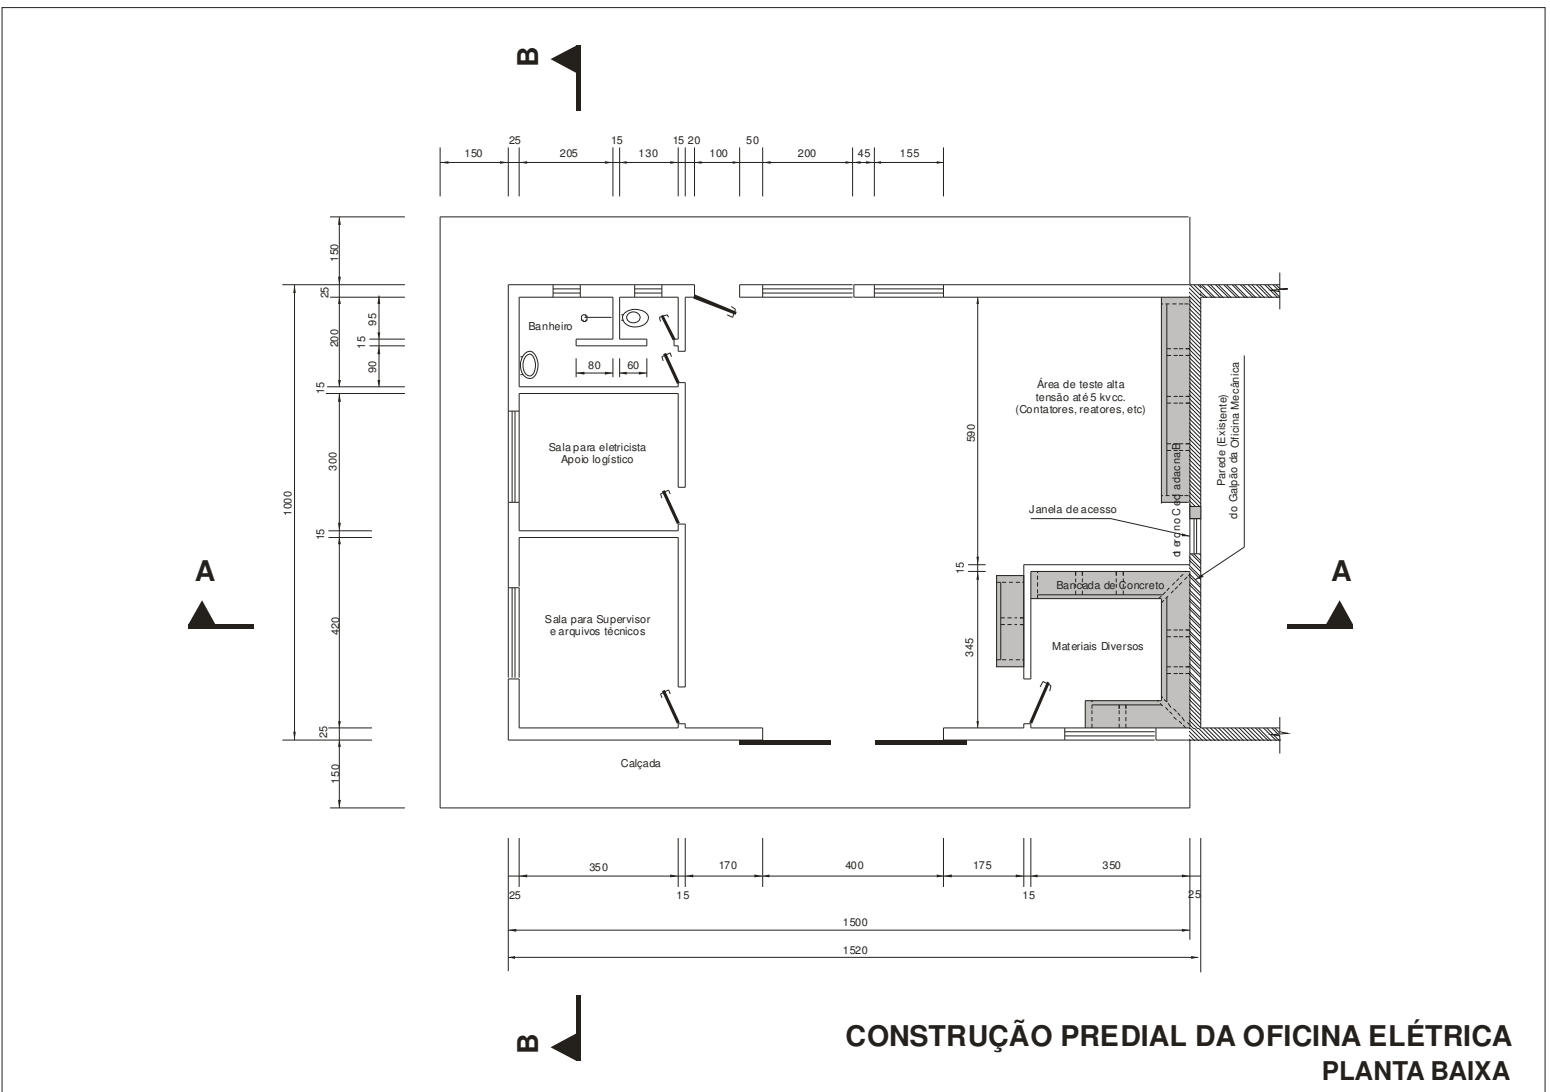 B
25
15
15 20
50
150
205
130
100
200
45
155
150
25
200
15
300
15
420
25
150
1000
95
15
90
Banheiro
80
60
Sala para eletricista
Apoio logístico
Sala para Supervisor
e arquivos técnicos
Área de teste alta
tensão até 5 kvcc.
(Contatores, reatores, etc)
590
15
345
Janela de acesso
Bancada de Concreto
Bancada de Concreto
Materiais Diversos
Parede (Existente)
do Galpão da Oficina Mecânica
A
A
Calçada
350
170
400
175
350
25
15
15
25
1500
1520
B
CONSTRUÇÃO PREDIAL DA OFICINA ELÉTRICA
PLANTA BAIXA